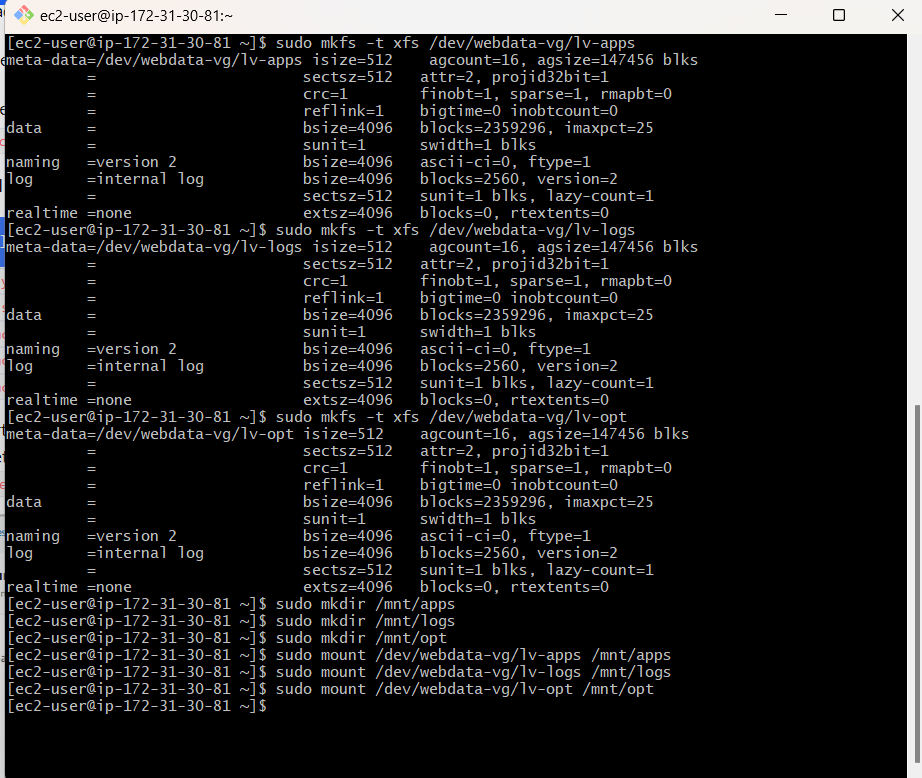 ec2-user@ip-172-31-30-81:~
[ec2-user@ip-172-31-30-81 ~]$ sudo mkfs -t xfs /dev/webdata-vg/lv-apps
meta-data=/dev/webdata-vg/lv-apps isize=512    agcount=16, agsize=147456 blks
         =                       sectsz=512   attr=2, projid32bit=1
         =                       crc=1        finobt=1, sparse=1, rmapbt=0
         =                       reflink=1    bigtime=0 inobtcount=0
data     =                       bsize=4096   blocks=2359296, imaxpct=25
         =                       sunit=1      swidth=1 blks
naming   =version 2              bsize=4096   ascii-ci=0, ftype=1
log      =internal log           bsize=4096   blocks=2560, version=2
         =                       sectsz=512   sunit=1 blks, lazy-count=1
realtime =none                   extsz=4096   blocks=0, rtextents=0
[ec2-user@ip-172-31-30-81 ~]$ sudo mkfs -t xfs /dev/webdata-vg/lv-logs
meta-data=/dev/webdata-vg/lv-logs isize=512    agcount=16, agsize=147456 blks
         =                       sectsz=512   attr=2, projid32bit=1
         =                       crc=1        finobt=1, sparse=1, rmapbt=0
         =                       reflink=1    bigtime=0 inobtcount=0
data     =                       bsize=4096   blocks=2359296, imaxpct=25
         =                       sunit=1      swidth=1 blks
naming   =version 2              bsize=4096   ascii-ci=0, ftype=1
log      =internal log           bsize=4096   blocks=2560, version=2
         =                       sectsz=512   sunit=1 blks, lazy-count=1
realtime =none                   extsz=4096   blocks=0, rtextents=0
[ec2-user@ip-172-31-30-81 ~]$ sudo mkfs -t xfs /dev/webdata-vg/lv-opt
meta-data=/dev/webdata-vg/lv-opt isize=512    agcount=16, agsize=147456 blks
         =                       sectsz=512   attr=2, projid32bit=1
         =                       crc=1        finobt=1, sparse=1, rmapbt=0
         =                       reflink=1    bigtime=0 inobtcount=0
data     =                       bsize=4096   blocks=2359296, imaxpct=25
         =                       sunit=1      swidth=1 blks
naming   =version 2              bsize=4096   ascii-ci=0, ftype=1
log      =internal log           bsize=4096   blocks=2560, version=2
         =                       sectsz=512   sunit=1 blks, lazy-count=1
realtime =none                   extsz=4096   blocks=0, rtextents=0
[ec2-user@ip-172-31-30-81 ~]$ sudo mkdir /mnt/apps
[ec2-user@ip-172-31-30-81 ~]$ sudo mkdir /mnt/logs
[ec2-user@ip-172-31-30-81 ~]$ sudo mkdir /mnt/opt
[ec2-user@ip-172-31-30-81 ~]$ sudo mount /dev/webdata-vg/lv-apps /mnt/apps
[ec2-user@ip-172-31-30-81 ~]$ sudo mount /dev/webdata-vg/lv-logs /mnt/logs
[ec2-user@ip-172-31-30-81 ~]$ sudo mount /dev/webdata-vg/lv-opt /mnt/opt
[ec2-user@ip-172-31-30-81 ~]$